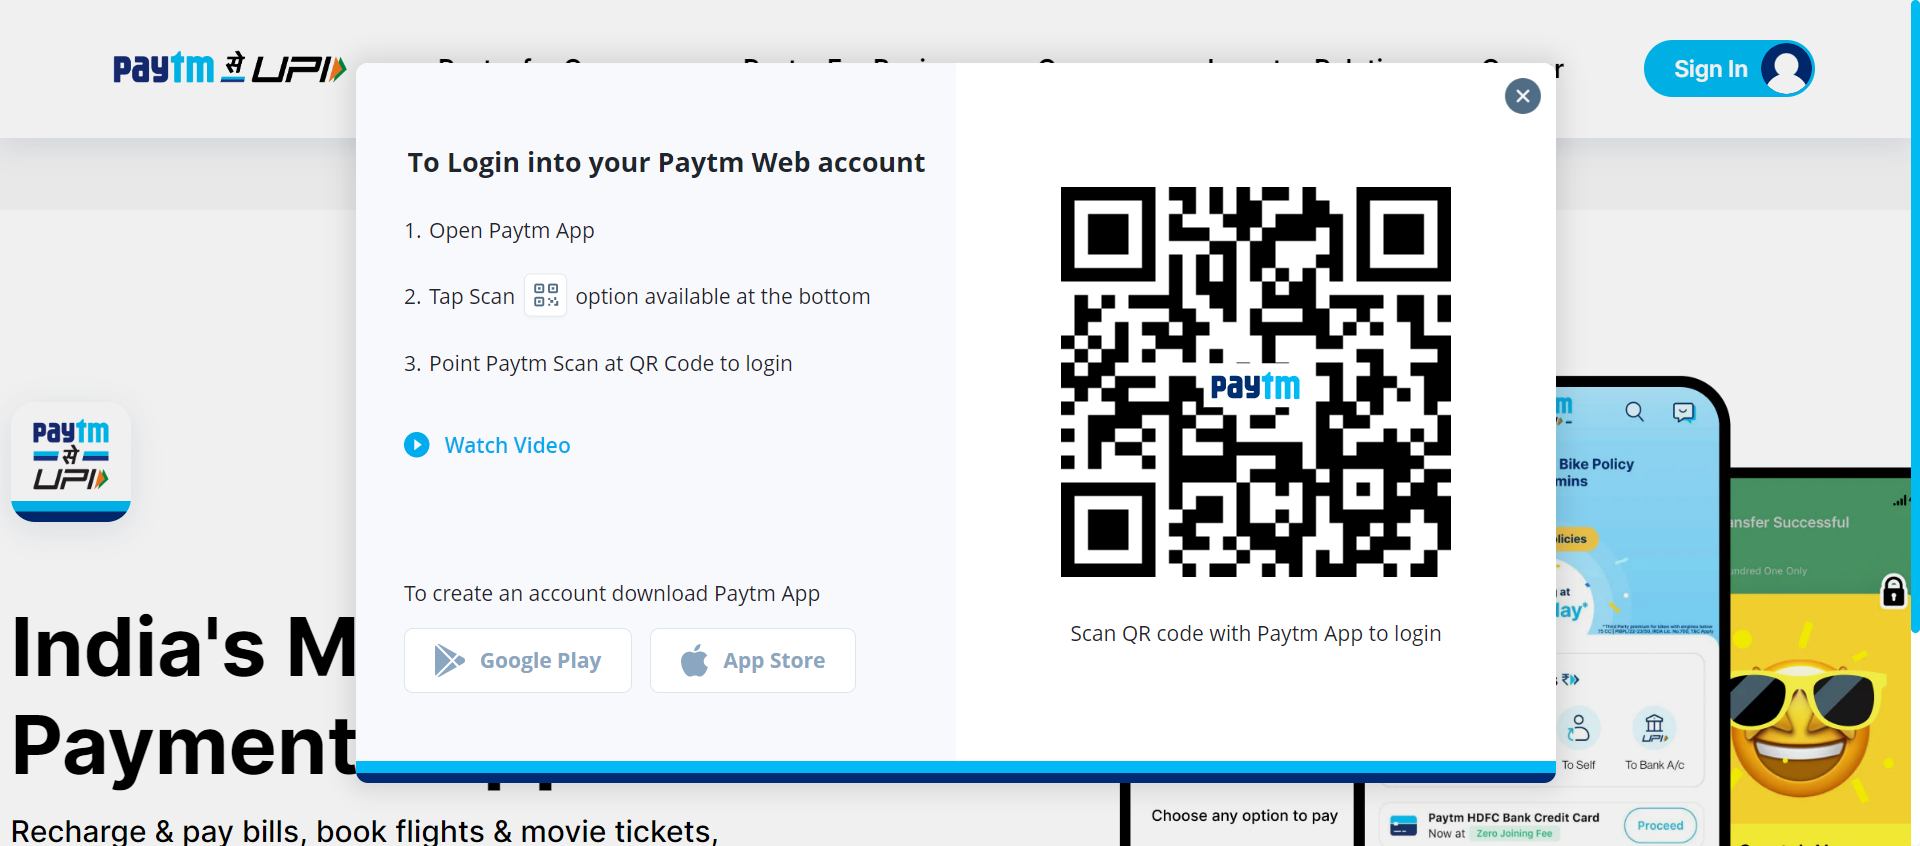 paytm से UPI
Sign In
To Login into your Paytm Web account
1. Open Paytm App
2. Tap Scan option available at the bottom
3. Point Paytm Scan at QR Code to login
Watch Video
To create an account download Paytm App
Google Play
App Store
paytm
Scan QR code with Paytm App to login
paytm
से
UPI
India's M
Payment
Recharge & pay bills, book flights & movie tickets,
Bike Policy
mins
licies
at
lay*
To Self
UPI
To Bank A/c
Choose any option to pay
Paytm HDFC Bank Credit Card
Now at Zero Joining Fee
Proceed
ansfer Successful
undred One Only